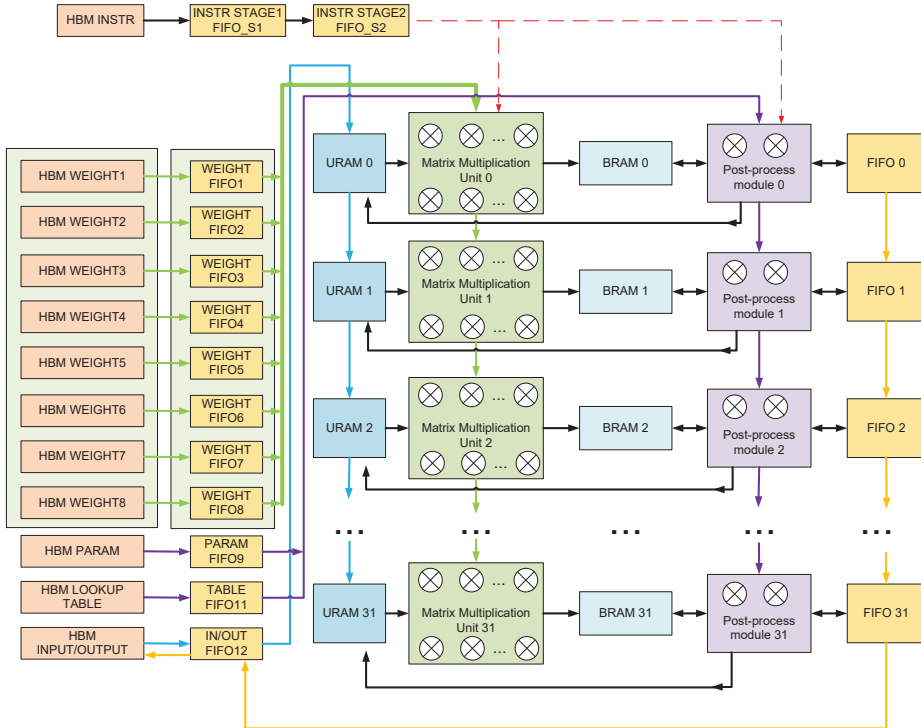 HBM INSTR
INSTR STAGE1
FIFO_S1
INSTR STAGE2
FIFO_S2
HBM WEIGHT1
HBM WEIGHT2
HBM WEIGHT3
HBM WEIGHT4
HBM WEIGHT5
HBM WEIGHT6
HBM WEIGHT7
HBM WEIGHT8
HBM PARAM
HBM LOOKUP
TABLE
HBM
INPUT/OUTPUT
WEIGHT
FIFO1
WEIGHT
FIFO2
WEIGHT
FIFO3
WEIGHT
FIFO4
WEIGHT
FIFO5
WEIGHT
FIFO6
WEIGHT
FIFO7
WEIGHT
FIFO8
PARAM
FIFO9
TABLE
FIFO11
IN/OUT
FIFO12
URAM 0
...
Matrix Multiplication
Unit 0
...
BRAM 0
Post-process
module 0
FIFO 0
URAM 1
...
Matrix Multiplication
Unit 1
...
BRAM 1
Post-process
module 1
FIFO 1
URAM 2
...
Matrix Multiplication
Unit 2
...
BRAM 2
Post-process
module 2
FIFO 2
... ... ... ... ...
URAM 31
...
Matrix Multiplication
Unit 31
...
BRAM 31
Post-process
module 31
FIFO 31